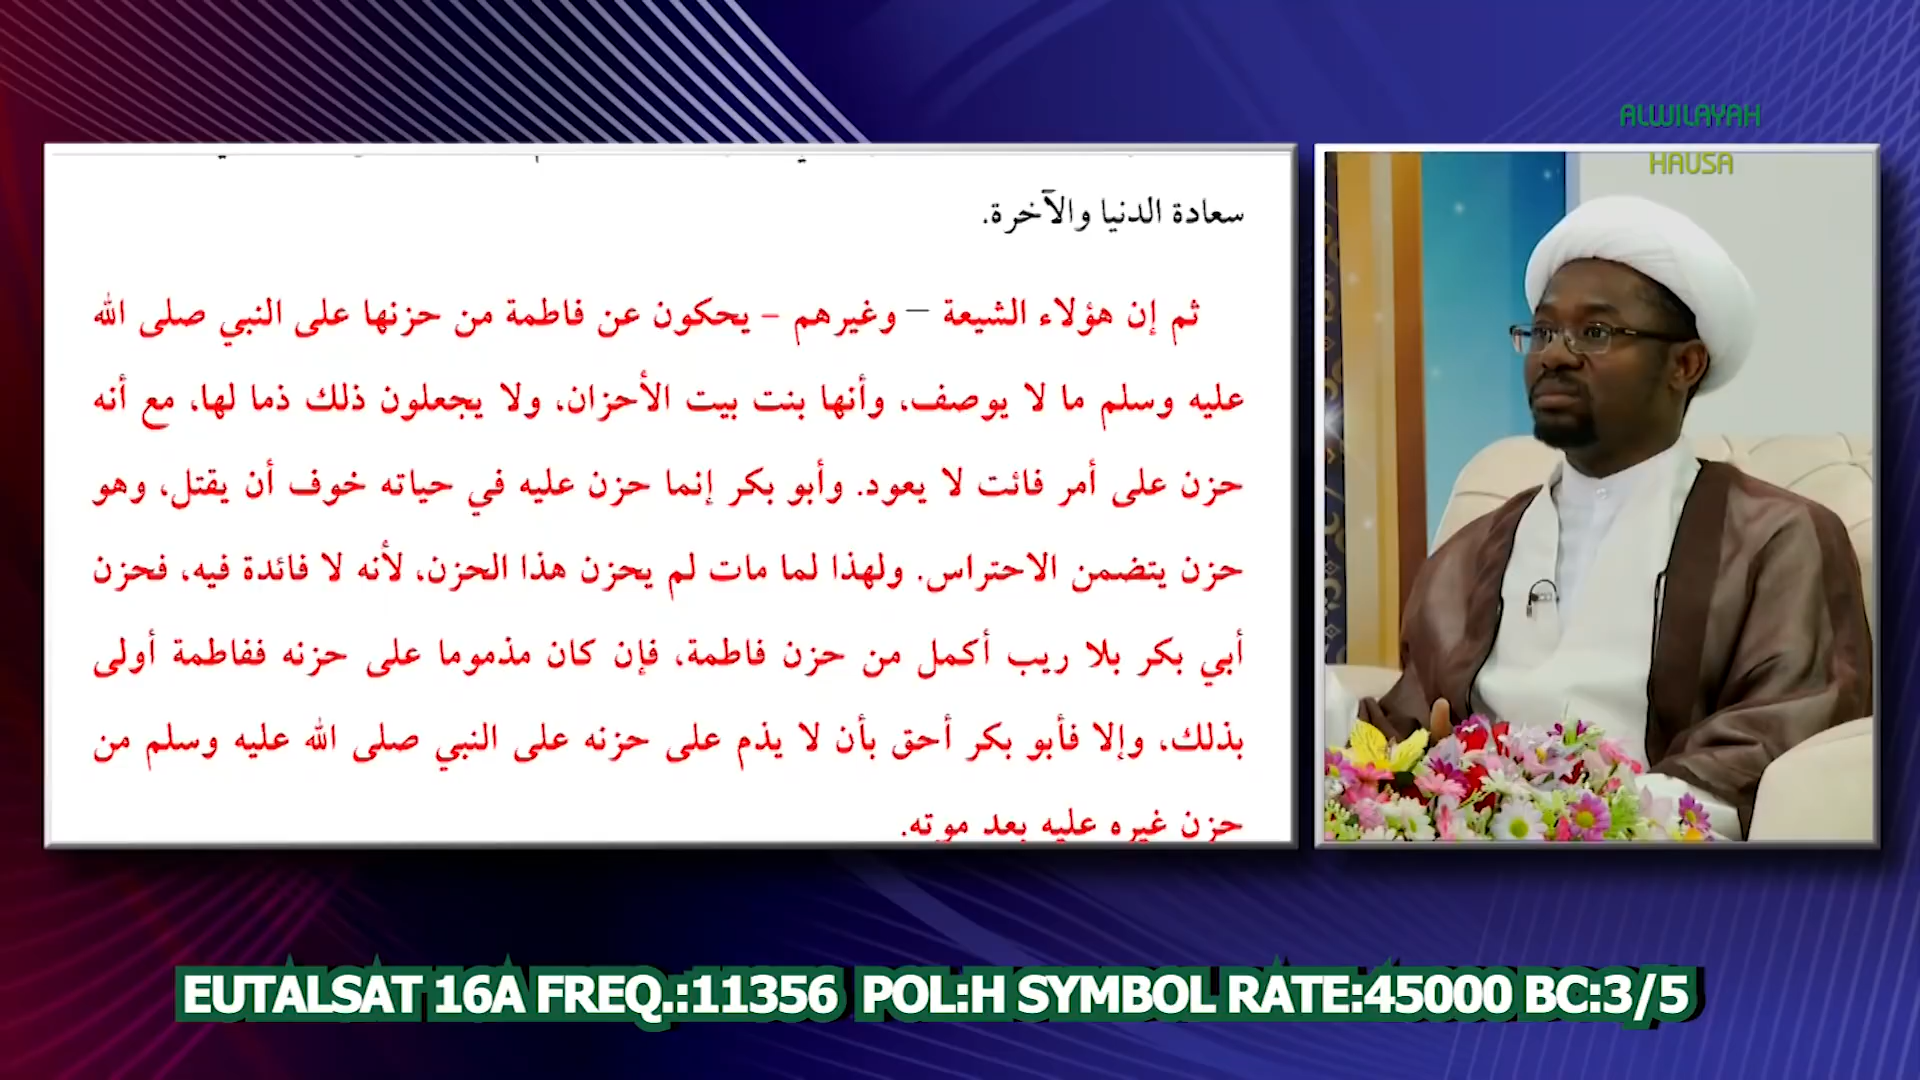 ALWILAYAH
HAUSA
سعادة الدنيا والآخرة.
ثم إن هؤلاء الشيعة – وغيرهم – يحكون عن فاطمة من حزنها على النبي صلى الله
عليه وسلم ما لا يوصف، وأنها بنت بيت الأحزان، ولا يجعلون ذلك ذما لها، مع أنه
حزن على أمر فائت لا يعود. وأبو بكر إنما حزن عليه في حياته خوف أن يقتل، وهو
حزن يتضمن الاحتراس. ولهذا لما مات لم يحزن هذا الحزن، لأنه لا فائدة فيه، فحزن
أبي بكر بلا ريب أكمل من حزن فاطمة، فإن كان مذموما على حزنه ففاطمة أولى
بذلك، وإلا فأبو بكر أحق بأن لا يذم على حزنه على النبي صلى الله عليه وسلم من
حزن غيره عليه بعد موته.
EUTALSAT 16A FREQ.:11356 POL:H SYMBOL RATE:45000 BC:3/5